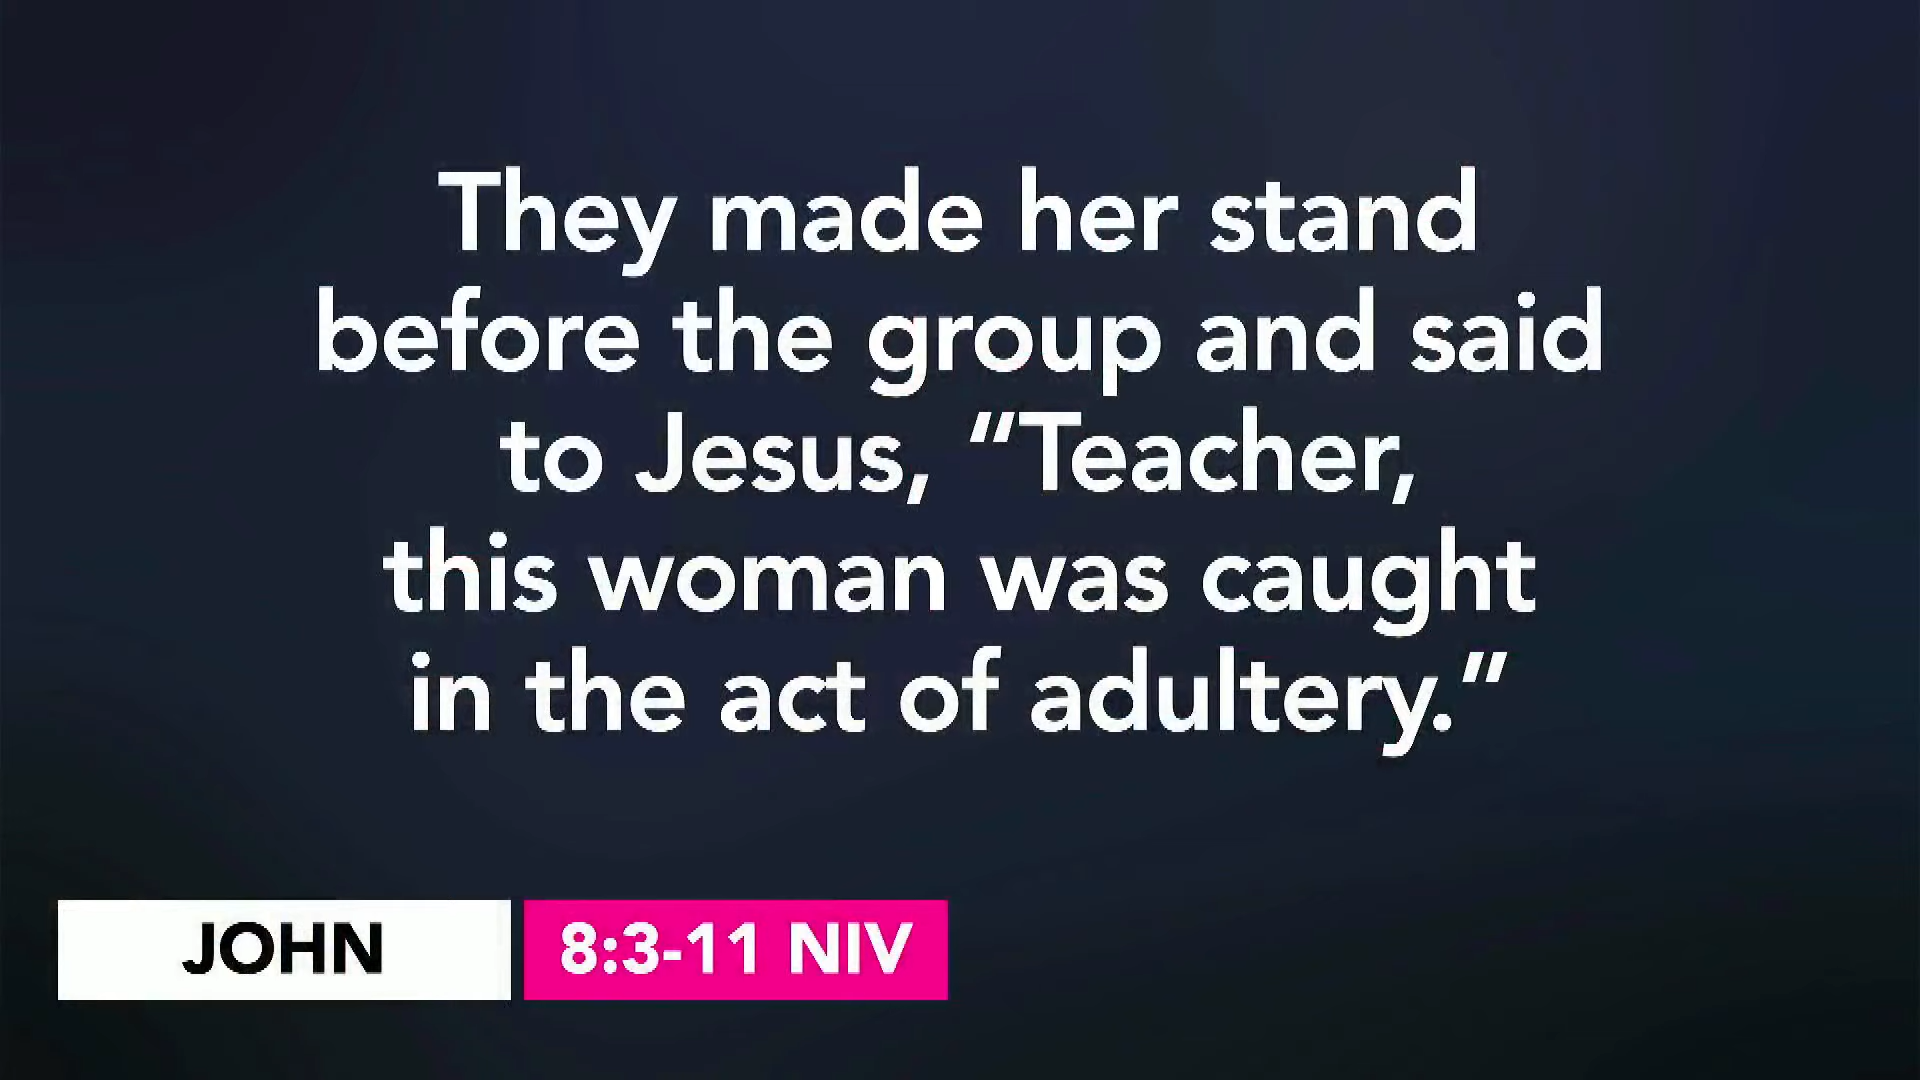 They made her stand
before the group and said
to Jesus, “Teacher,
this woman was caught
in the act of adultery.”
JOHN 8:3-11 NIV